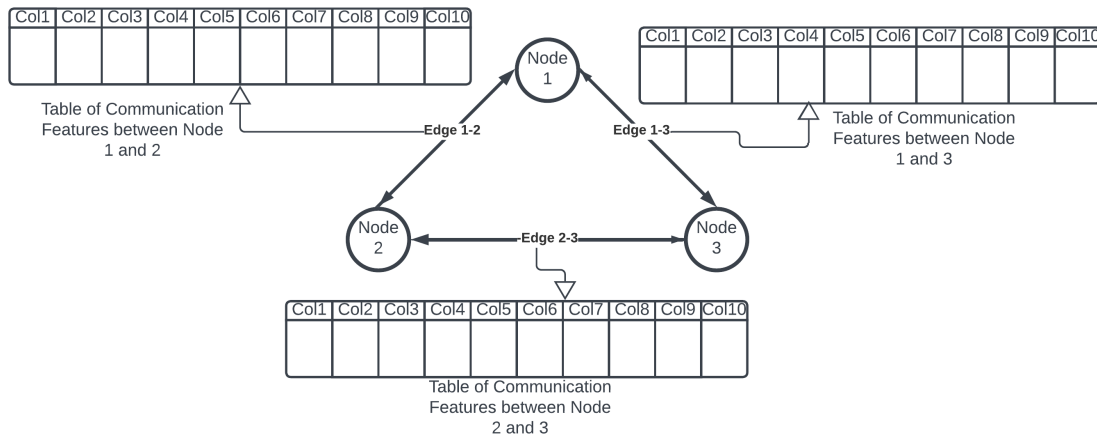 Col1 Col2 Col3 Col4 Col5 Col6 Col7 Col8 Col9 Col10
Table of Communication
Features between Node
1 and 2
Node
1
Col1 Col2 Col3 Col4 Col5 Col6 Col7 Col8 Col9 Col10
Table of Communication
Features between Node
1 and 3
Edge 1-2
Edge 1-3
Node
2
Edge 2-3
Node
3
Col1 Col2 Col3 Col4 Col5 Col6 Col7 Col8 Col9 Col10
Table of Communication
Features between Node
2 and 3